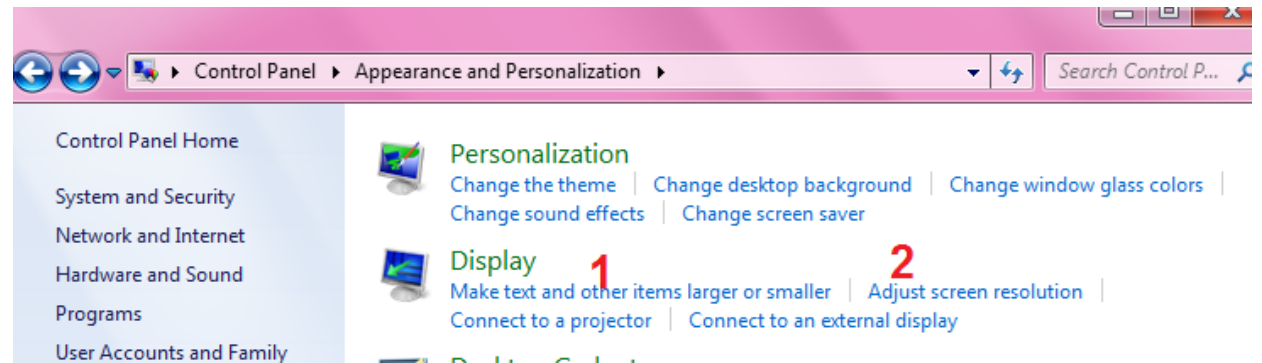 Control Panel Appearance and Personalization Search Control P...
Control Panel Home
System and Security
Network and Internet
Hardware and Sound
Programs
User Accounts and Family
Personalization
Change the theme Change desktop background Change window glass colors
Change sound effects Change screen saver
Display 1 2
Make text and other items larger or smaller Adjust screen resolution
Connect to a projector Connect to an external display